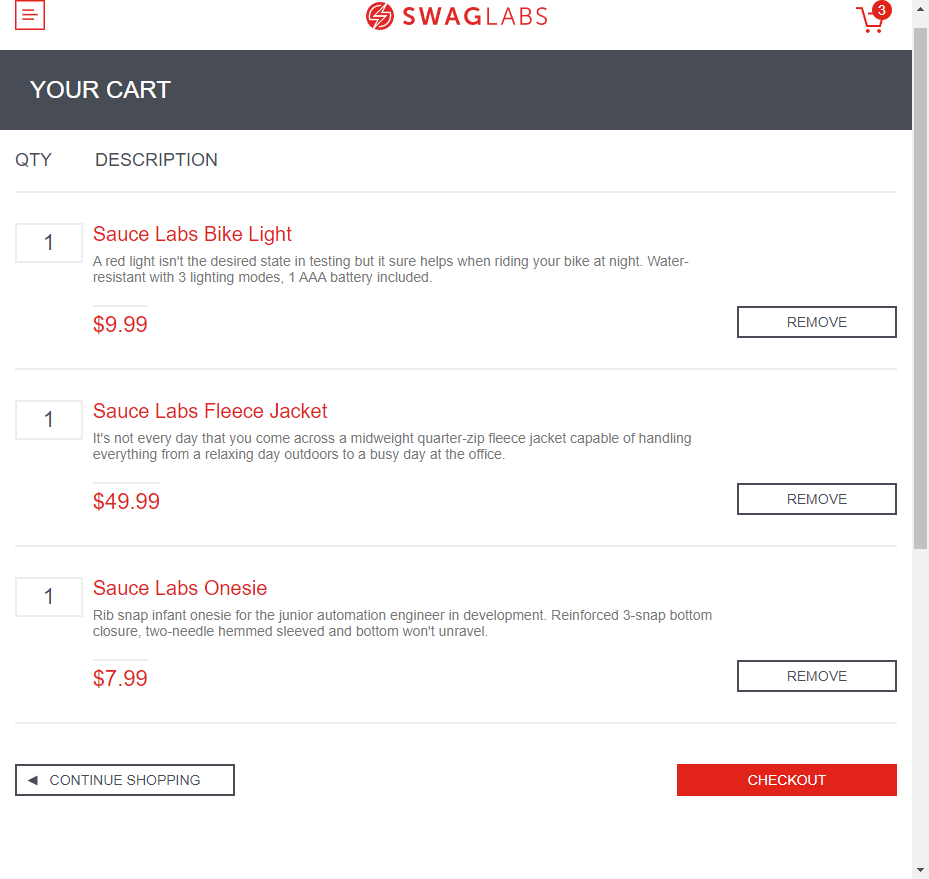 SWAGLABS
3
YOUR CART
QTY DESCRIPTION
1
Sauce Labs Bike Light
A red light isn't the desired state in testing but it sure helps when riding your bike at night. Water-
resistant with 3 lighting modes, 1 AAA battery included.
$9.99
REMOVE
1
Sauce Labs Fleece Jacket
It's not every day that you come across a midweight quarter-zip fleece jacket capable of handling
everything from a relaxing day outdoors to a busy day at the office.
$49.99
REMOVE
1
Sauce Labs Onesie
Rib snap infant onesie for the junior automation engineer in development. Reinforced 3-snap bottom
closure, two-needle hemmed sleeved and bottom won't unravel.
$7.99
REMOVE
CONTINUE SHOPPING
CHECKOUT